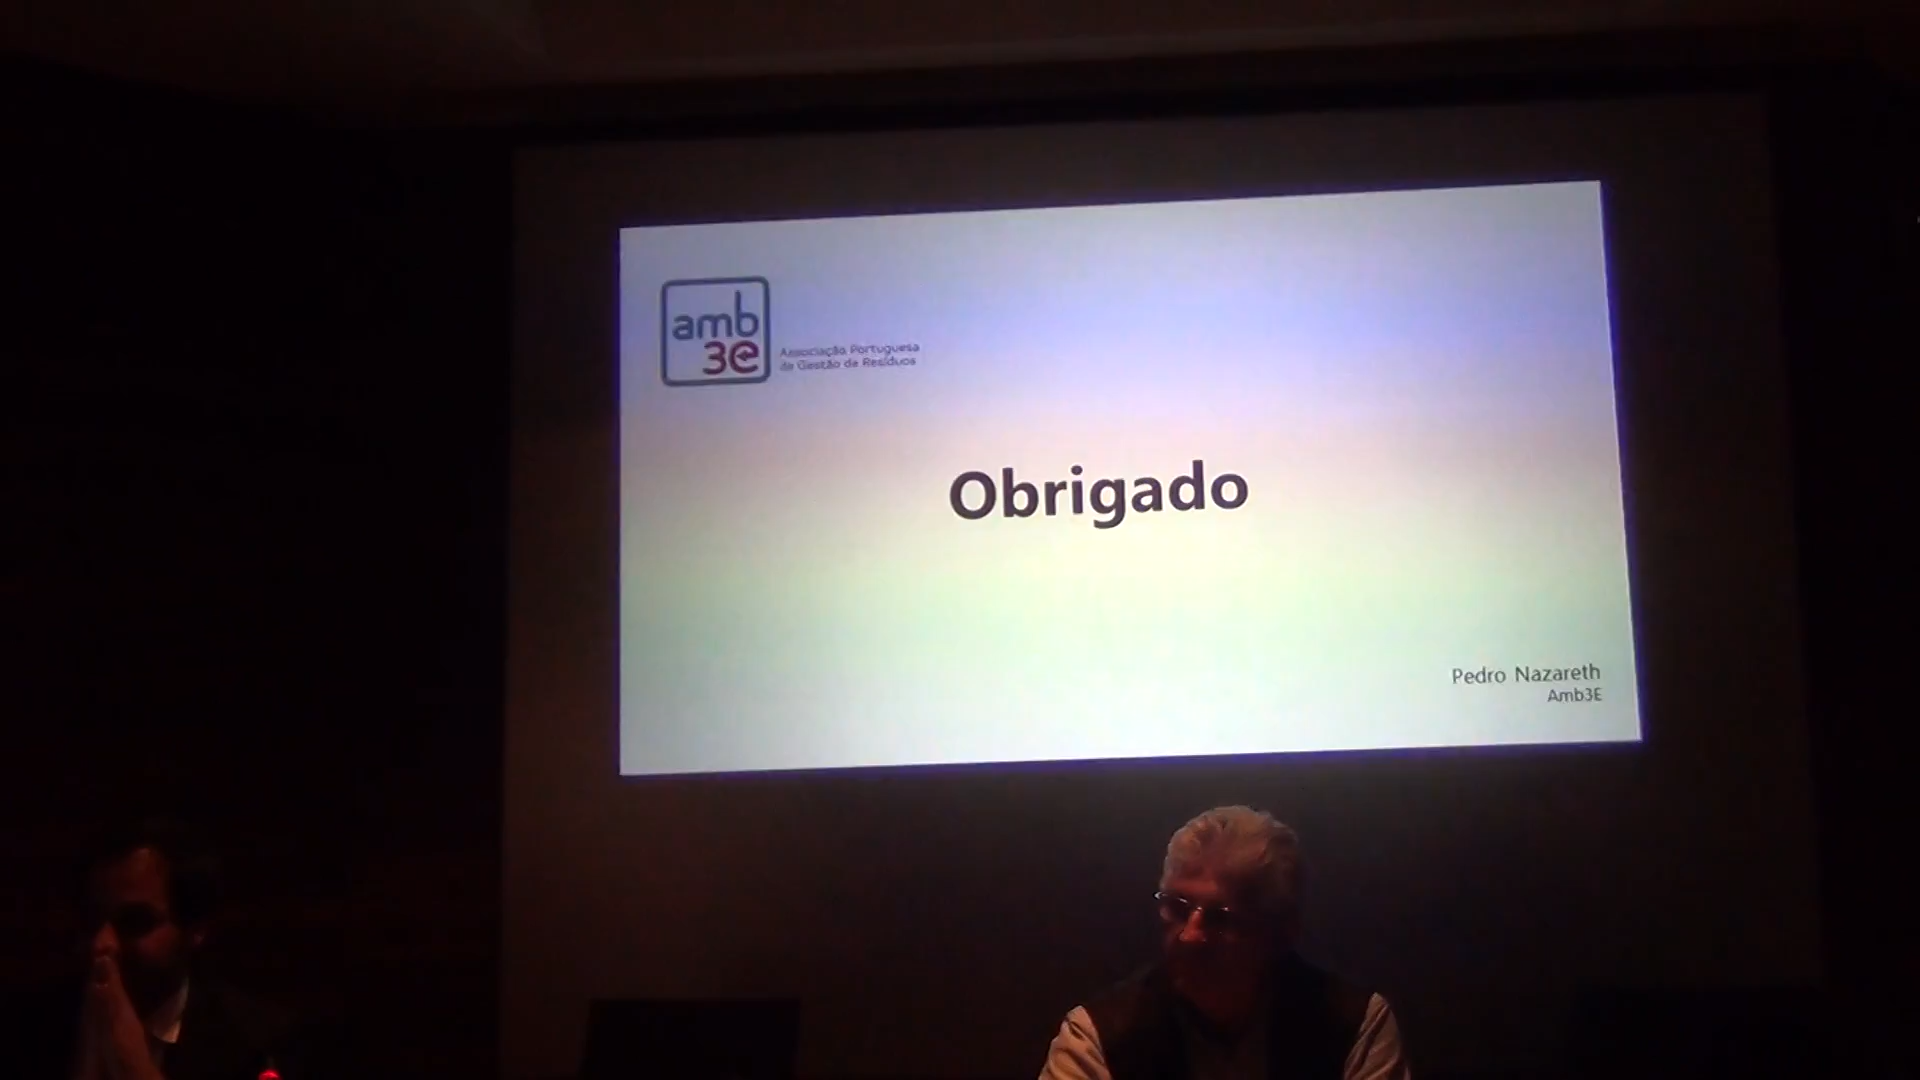 amb
3e
Associação Portuguesa
de Gestão de Resíduos
Obrigado
Pedro Nazareth
Amb3E